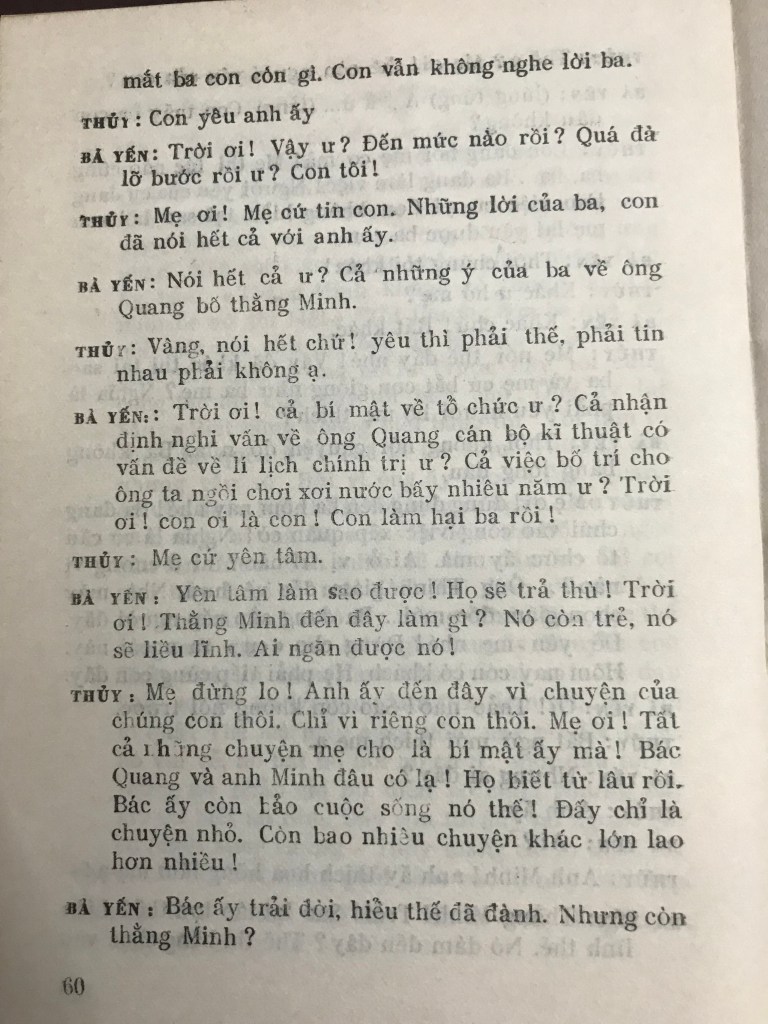 mất ba con còn gì. Con vẫn không nghe lời ba.
THỦY : Con yêu anh ấy
BÀ YẾN : Trời ơi ! Vậy ư ? Đến mức nào rồi ? Quá đà
lỡ bước rồi ư ? Con tôi !
THỦY : Mẹ ơi ! Mẹ cứ tin con. Những lời của ba, con
đã nói hết cả với anh ấy.
BÀ YẾN : Nói hết cả ư ? Cả những ý của ba về ông
Quang bố thằng Minh.
THỦY : Vâng, nói hết chứ ! yêu thì phải thế, phải tin
nhau phải không ạ.
BÀ YẾN: : Trời ơi ! cả bí mật về tổ chức ư ? Cả nhận
định nghi vấn về ông Quang cán bộ kĩ thuật có
vấn đề về lí lịch chính trị ư ? Cả việc bố trí cho
ông ta ngồi chơi xơi nước bấy nhiêu năm ư ? Trời
ơi ! con ơi là con ! Con làm hại ba rồi !
THỦY : Mẹ cứ yên tâm.
BÀ YẾN : Yên tâm làm sao được ! Họ sẽ trả thù ! Trời
ơi ! Thằng Minh đến đây làm gì ? Nó còn trẻ, nó
sẽ liều lĩnh. Ai ngăn được nó !
THỦY : Mẹ đừng lo ! Anh ấy đến đây vì chuyện của
chúng con thôi. Chỉ vì riêng con thôi. Mẹ ơi ! Tất
cả những chuyện mẹ cho là bí mật ấy mà ! Bác
Quang và anh Minh đâu có lạ ! Họ biết từ lâu rồi.
Bác ấy còn bảo cuộc sống nó thế ! Đấy chỉ là
chuyện nhỏ. Còn bao nhiêu chuyện khác lớn lao
hơn nhiều !
BÀ YẾN : Bác ấy trải đời, hiểu thế đã đành. Nhưng còn
thằng Minh ?
60